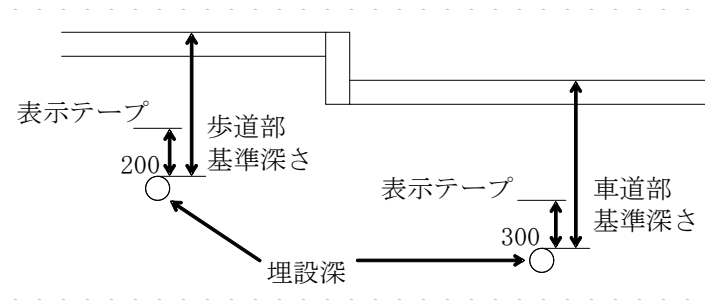 表示テープ
歩道部
基準深さ
200
表示テープ
車道部
基準深さ
300
埋設深